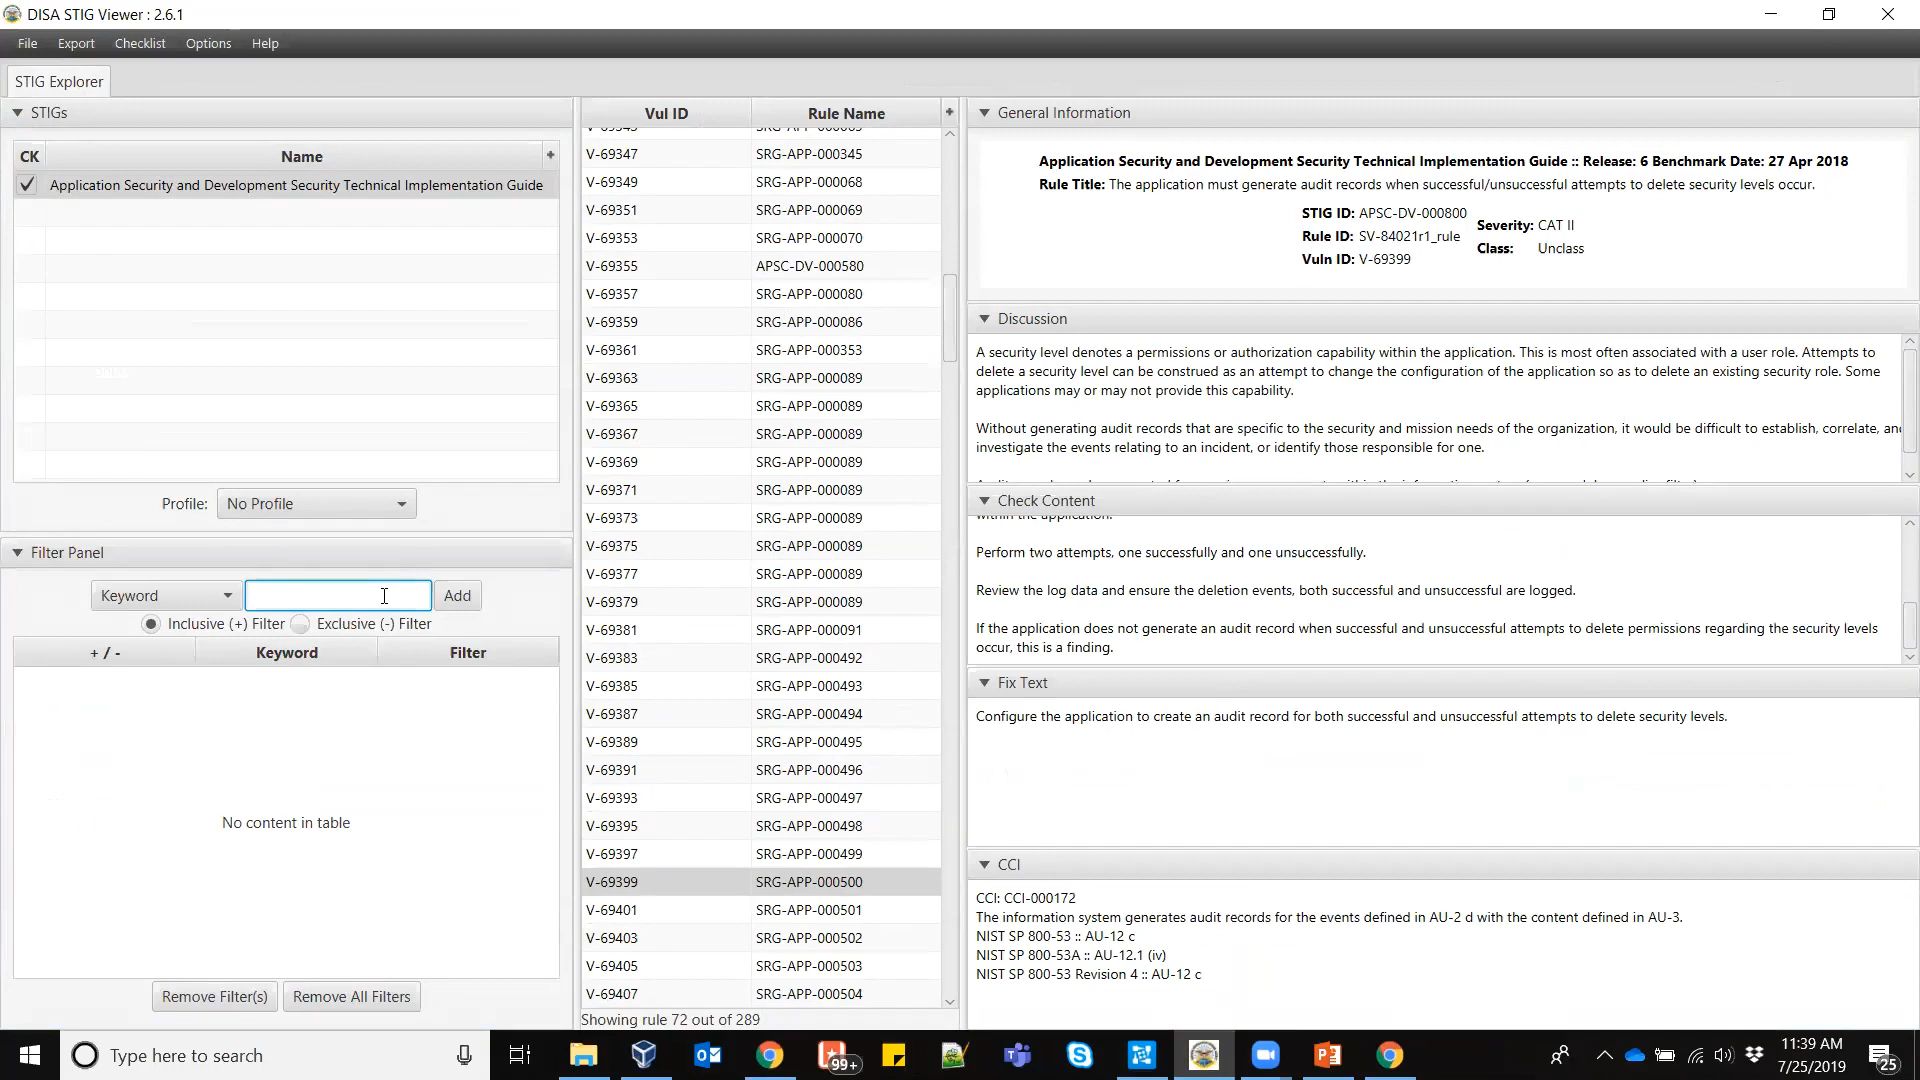 DISA STIG Viewer : 2.6.1
File Export Checklist Options Help
STIG Explorer
STIGs
CK Name +
Application Security and Development Security Technical Implementation Guide
Profile: No Profile
Filter Panel
Keyword Add
Inclusive (+) Filter Exclusive (-) Filter
+ / - Keyword Filter
No content in table
Remove Filter(s) Remove All Filters
Vul ID Rule Name +
V-69347 SRG-APP-000345
V-69349 SRG-APP-000068
V-69351 SRG-APP-000069
V-69353 SRG-APP-000070
V-69355 APSC-DV-000580
V-69357 SRG-APP-000080
V-69359 SRG-APP-000086
V-69361 SRG-APP-000353
V-69363 SRG-APP-000089
V-69365 SRG-APP-000089
V-69367 SRG-APP-000089
V-69369 SRG-APP-000089
V-69371 SRG-APP-000089
V-69373 SRG-APP-000089
V-69375 SRG-APP-000089
V-69377 SRG-APP-000089
V-69379 SRG-APP-000089
V-69381 SRG-APP-000091
V-69383 SRG-APP-000492
V-69385 SRG-APP-000493
V-69387 SRG-APP-000494
V-69389 SRG-APP-000495
V-69391 SRG-APP-000496
V-69393 SRG-APP-000497
V-69395 SRG-APP-000498
V-69397 SRG-APP-000499
V-69399 SRG-APP-000500
V-69401 SRG-APP-000501
V-69403 SRG-APP-000502
V-69405 SRG-APP-000503
V-69407 SRG-APP-000504
Showing rule 72 out of 289
General Information
Application Security and Development Security Technical Implementation Guide :: Release: 6 Benchmark Date: 27 Apr 2018
Rule Title: The application must generate audit records when successful/unsuccessful attempts to delete security levels occur.
STIG ID: APSC-DV-000800
Rule ID: SV-84021r1_rule
Vuln ID: V-69399
Severity: CAT II
Class: Unclass
Discussion
A security level denotes a permissions or authorization capability within the application. This is most often associated with a user role. Attempts to
delete a security level can be construed as an attempt to change the configuration of the application so as to delete an existing security role. Some
applications may or may not provide this capability.
Without generating audit records that are specific to the security and mission needs of the organization, it would be difficult to establish, correlate, and
investigate the events relating to an incident, or identify those responsible for one.
Check Content
within the application.
Perform two attempts, one successfully and one unsuccessfully.
Review the log data and ensure the deletion events, both successful and unsuccessful are logged.
If the application does not generate an audit record when successful and unsuccessful attempts to delete permissions regarding the security levels
occur, this is a finding.
Fix Text
Configure the application to create an audit record for both successful and unsuccessful attempts to delete security levels.
CCI
CCI: CCI-000172
The information system generates audit records for the events defined in AU-2 d with the content defined in AU-3.
NIST SP 800-53 :: AU-12 c
NIST SP 800-53A :: AU-12.1 (iv)
NIST SP 800-53 Revision 4 :: AU-12 c
Type here to search
99+
11:39 AM
7/25/2019
25